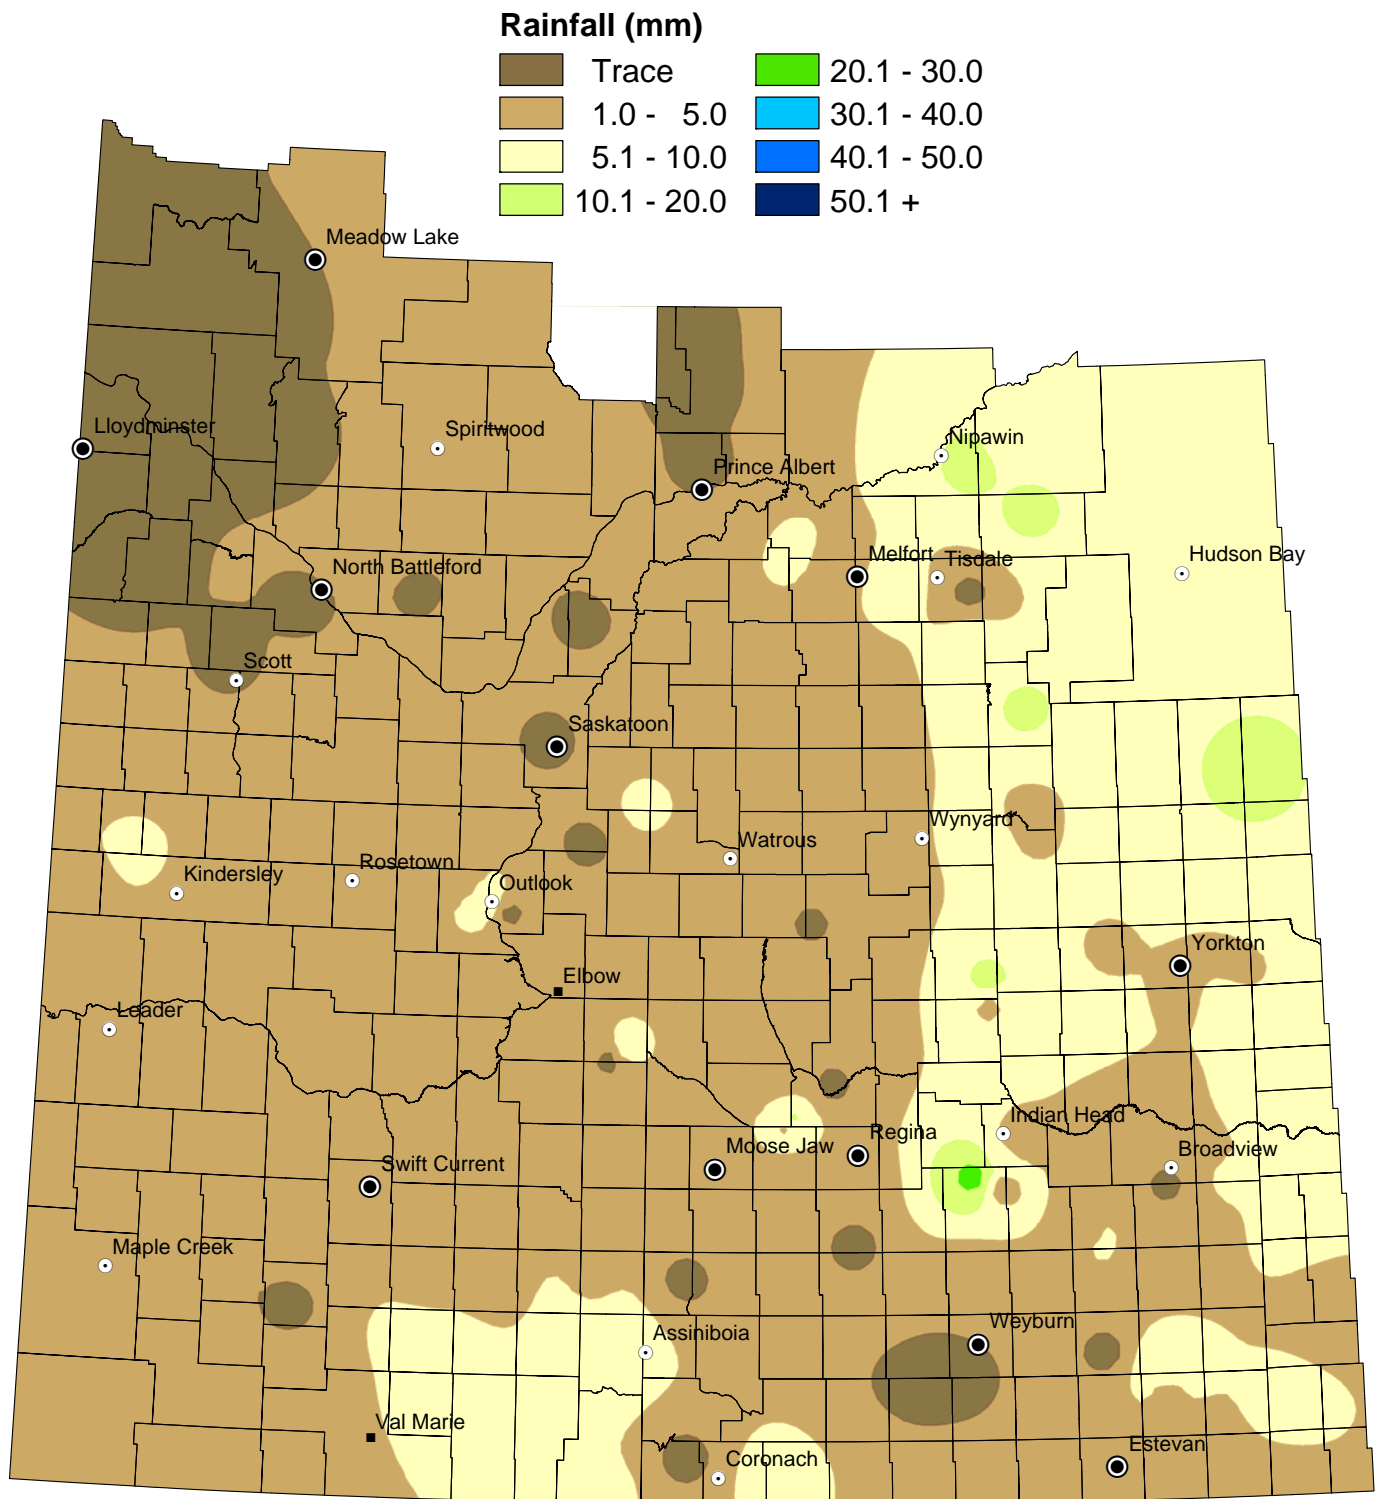 Rainfall (mm)
Trace
20.1 - 30.0
1.0 - 5.0
30.1 - 40.0
5.1 - 10.0
40.1 - 50.0
10.1 - 20.0
50.1 +
Meadow Lake
Lloydminster
Spiritwood
Nipawin
Prince Albert
North Battleford
Melfort
Tisdale
Hudson Bay
Scott
Saskatoon
Watrous
Wynyard
Kindersley
Rosetown
Outlook
Yorkton
Elbow
Leader
Indian Head
Regina
Moose Jaw
Broadview
Swift Current
Maple Creek
Weyburn
Assiniboia
Val Marie
Coronach
Estevan